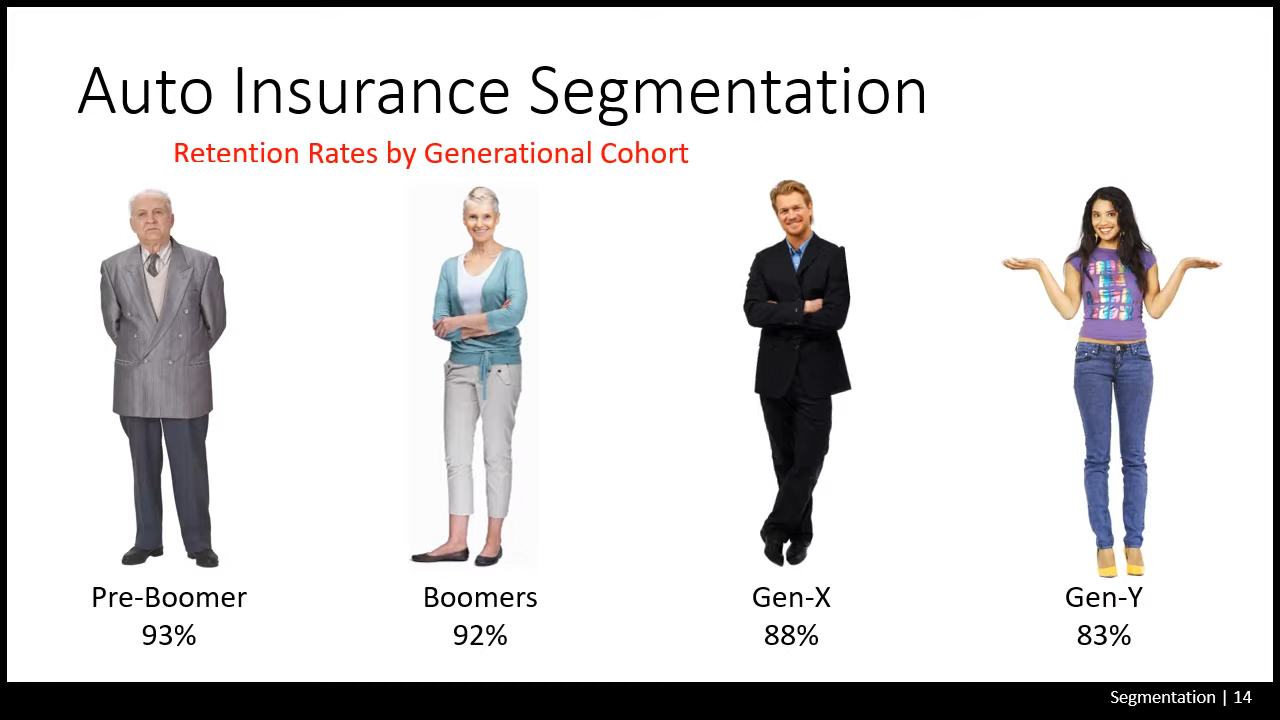 Auto Insurance Segmentation
Retention Rates by Generational Cohort
Pre-Boomer
93%
Boomers
92%
Gen-X
88%
Gen-Y
83%
Segmentation | 14